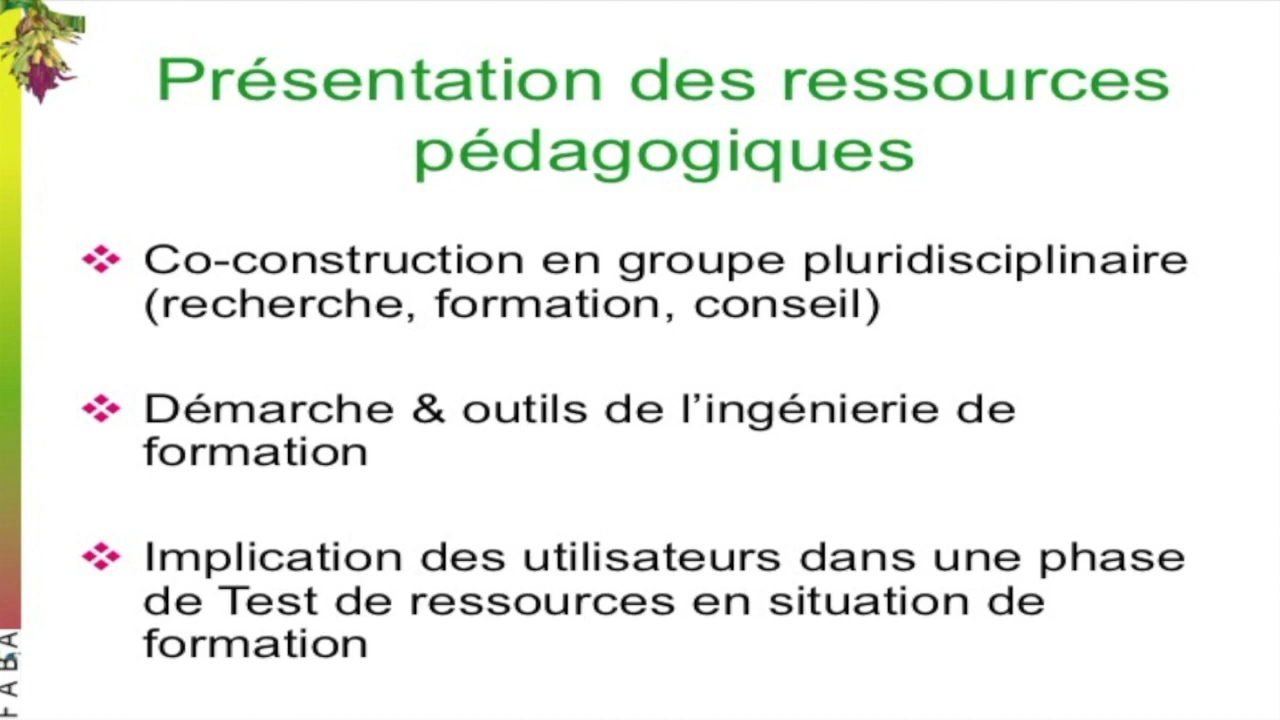 Présentation des ressources
pédagogiques
Co-construction en groupe pluridisciplinaire
(recherche, formation, conseil)
Démarche & outils de l’ingénierie de
formation
Implication des utilisateurs dans une phase
de Test de ressources en situation de
formation
FABA